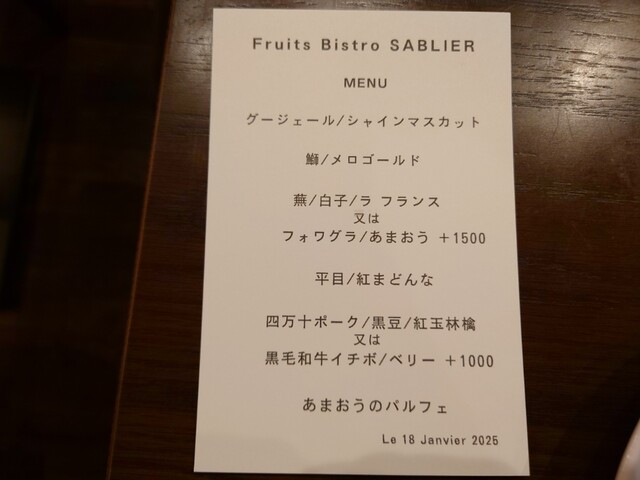 Fruits Bistro SABLIER
MENU
グージェール/シャインマスカット
鰤/メロゴールド
蕪/白子/ラ フランス
又は
フォワグラ/あまおう +1500
平目/紅まどんな
四万十ポーク/黒豆/紅玉林檎
又は
黒毛和牛イチボ/ベリー +1000
あまおうのパルフェ
Le 18 Janvier 2025